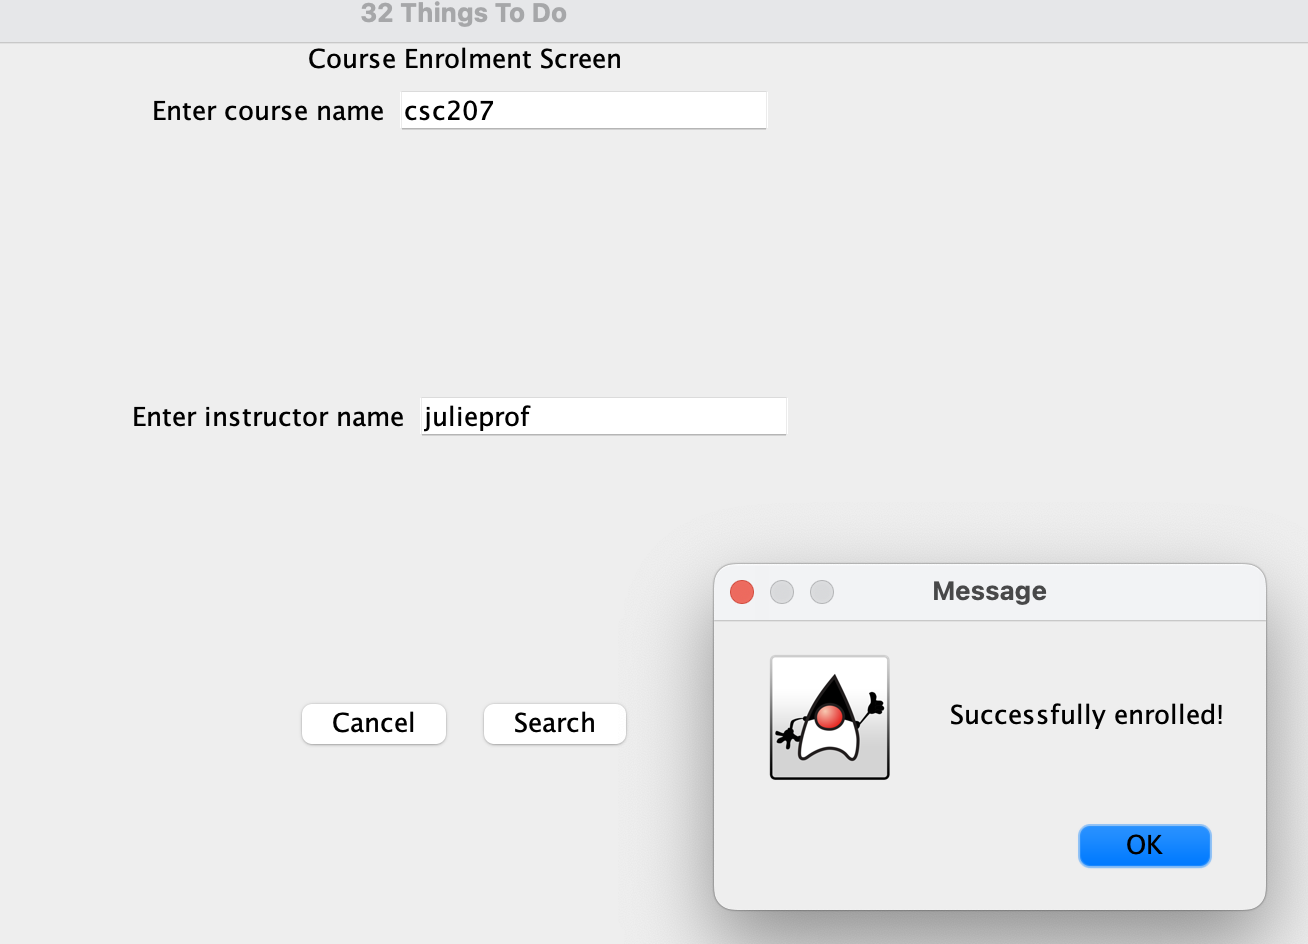 32 Things To Do
Course Enrolment Screen
Enter course name csc207
Enter instructor name julieprof
Cancel Search
Message
Successfully enrolled!
OK